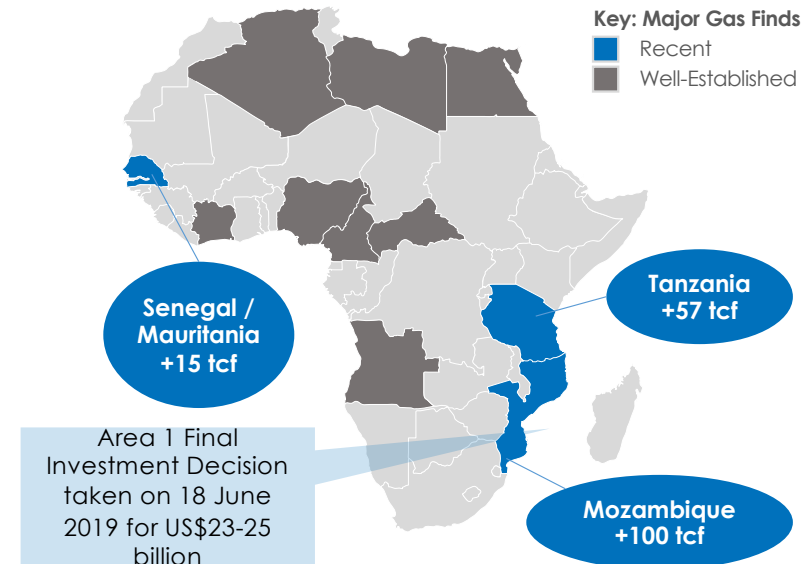 Key: Major Gas Finds
Recent
Well-Established
Senegal /
Mauritania
+15 tcf
Tanzania
+57 tcf
Area 1 Final
Investment Decision
taken on 18 June
2019 for US$23-25
billion
Mozambique
+100 tcf